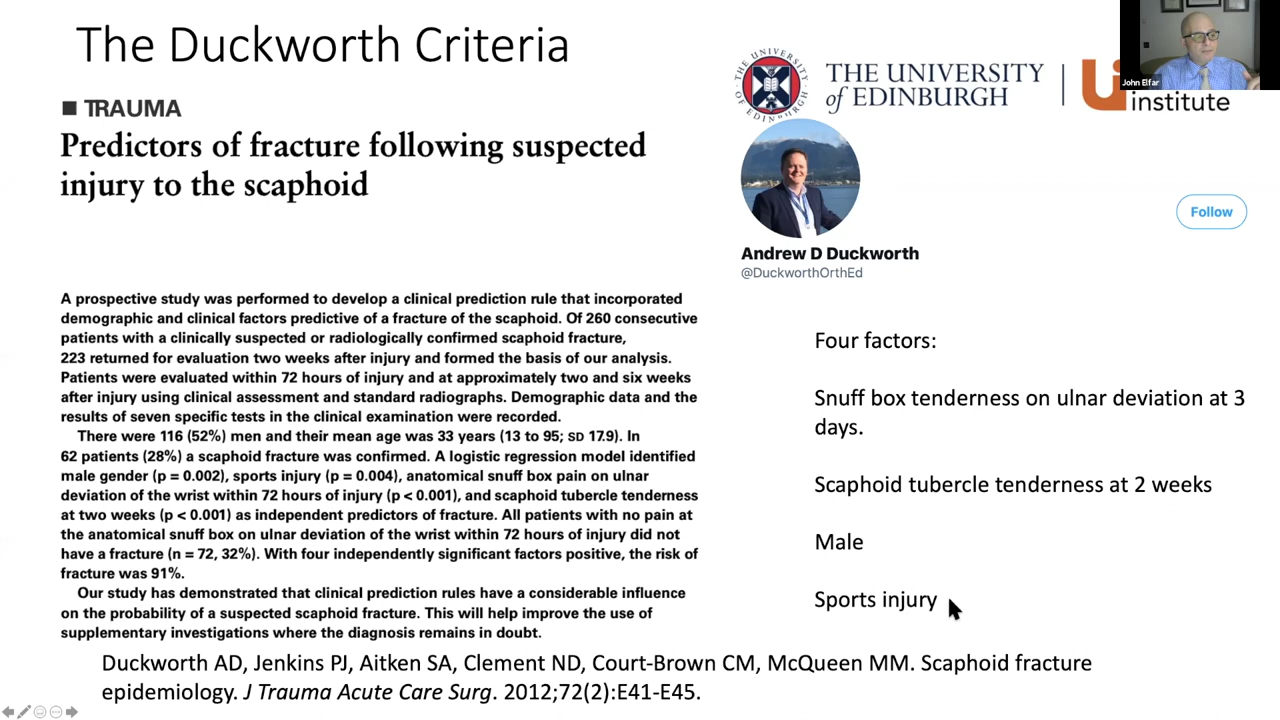 The Duckworth Criteria
■ TRAUMA
Predictors of fracture following suspected
injury to the scaphoid
A prospective study was performed to develop a clinical prediction rule that incorporated
demographic and clinical factors predictive of a fracture of the scaphoid. Of 260 consecutive
patients with a clinically suspected or radiologically confirmed scaphoid fracture,
223 returned for evaluation two weeks after injury and formed the basis of our analysis.
Patients were evaluated within 72 hours of injury and at approximately two and six weeks
after injury using clinical assessment and standard radiographs. Demographic data and the
results of seven specific tests in the clinical examination were recorded.
There were 116 (52%) men and their mean age was 33 years (13 to 95; SD 17.9). In
62 patients (28%) a scaphoid fracture was confirmed. A logistic regression model identified
male gender (p = 0.002), sports injury (p = 0.004), anatomical snuff box pain on ulnar
deviation of the wrist within 72 hours of injury (p < 0.001), and scaphoid tubercle tenderness
at two weeks (p < 0.001) as independent predictors of fracture. All patients with no pain at
the anatomical snuff box on ulnar deviation of the wrist within 72 hours of injury did not
have a fracture (n = 72, 32%). With four independently significant factors positive, the risk of
fracture was 91%.
Our study has demonstrated that clinical prediction rules have a considerable influence
on the probability of a suspected scaphoid fracture. This will help improve the use of
supplementary investigations where the diagnosis remains in doubt.
THE UNIVERSITY
of EDINBURGH
institute
John Elfar
Follow
Andrew D Duckworth
@DuckworthOrthEd
Four factors:
Snuff box tenderness on ulnar deviation at 3
days.
Scaphoid tubercle tenderness at 2 weeks
Male
Sports injury
Duckworth AD, Jenkins PJ, Aitken SA, Clement ND, Court-Brown CM, McQueen MM. Scaphoid fracture
epidemiology. J Trauma Acute Care Surg. 2012;72(2):E41-E45.